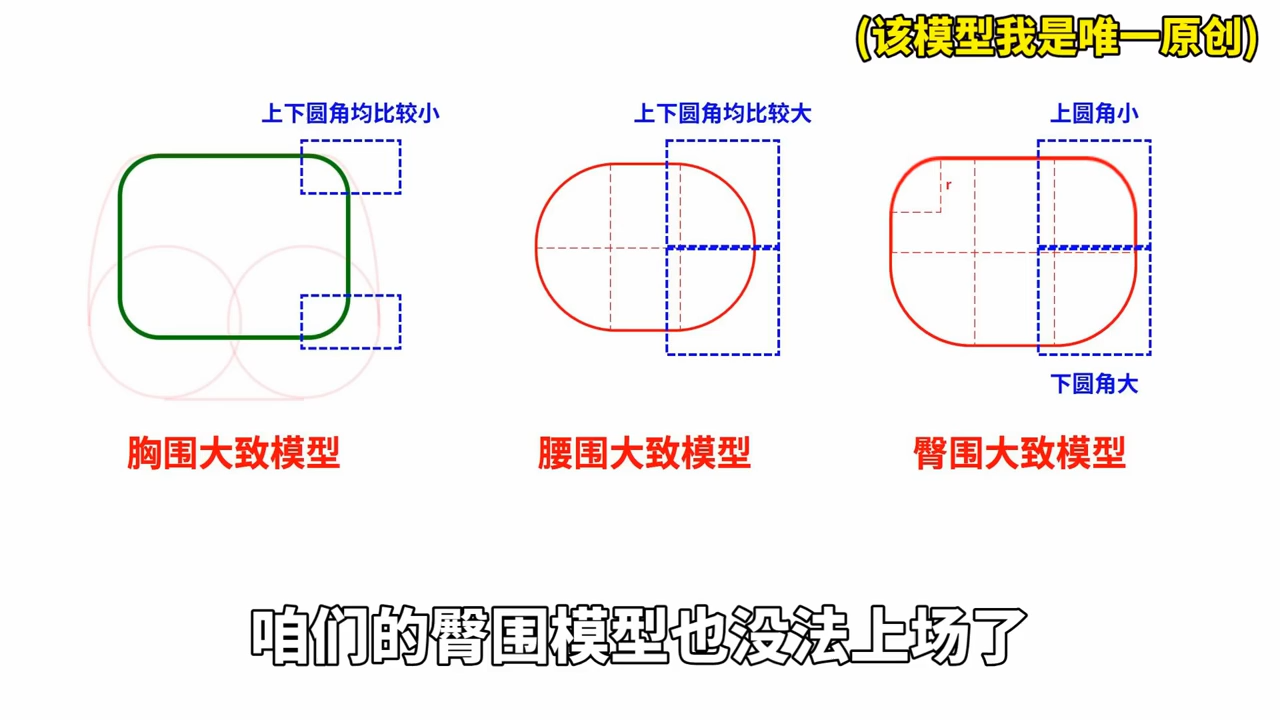 (该模型我是唯一原创)
上下圆角均比较小
上下圆角均比较大
上圆角小
r
下圆角大
胸围大致模型
腰围大致模型
臀围大致模型
咱们的臀围模型也没法上场了